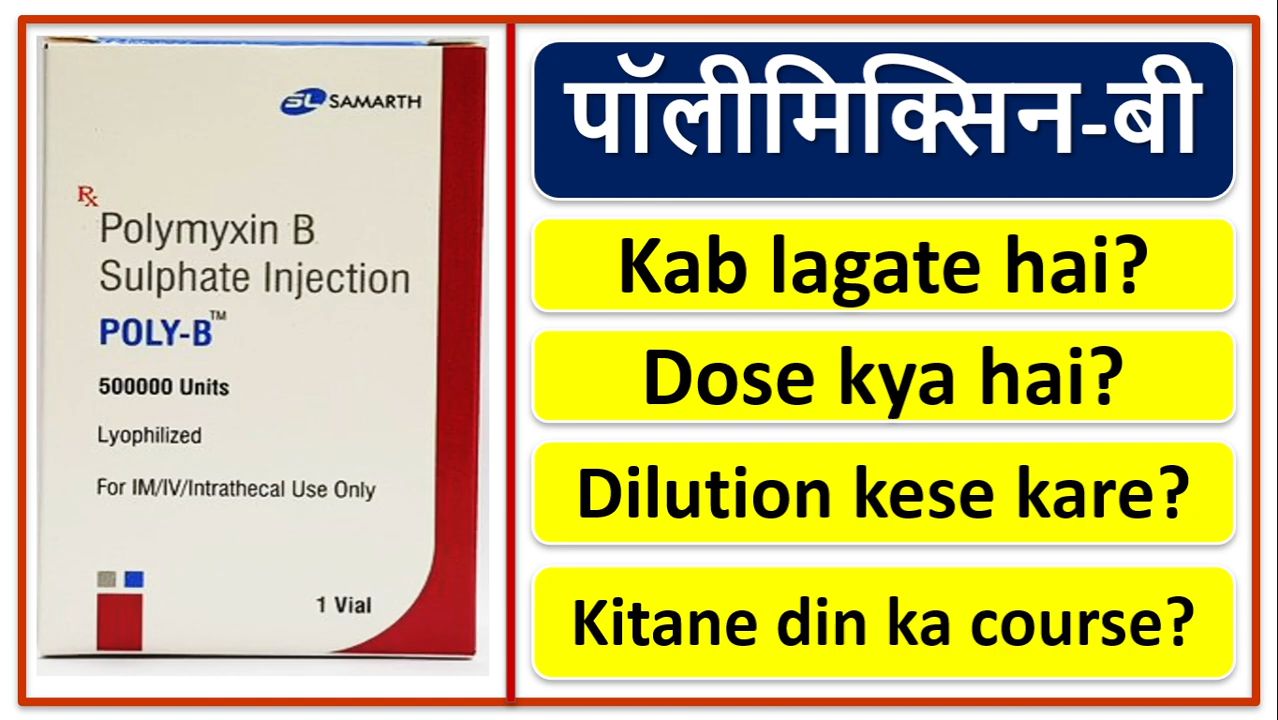 SL SAMARTH
Rx
Polymyxin B
Sulphate Injection
POLY-B™
500000 Units
Lyophilized
For IM/IV/Intrathecal Use Only
1 Vial
पॉलीमिक्सिन-बी
Kab lagate hai?
Dose kya hai?
Dilution kese kare?
Kitane din ka course?